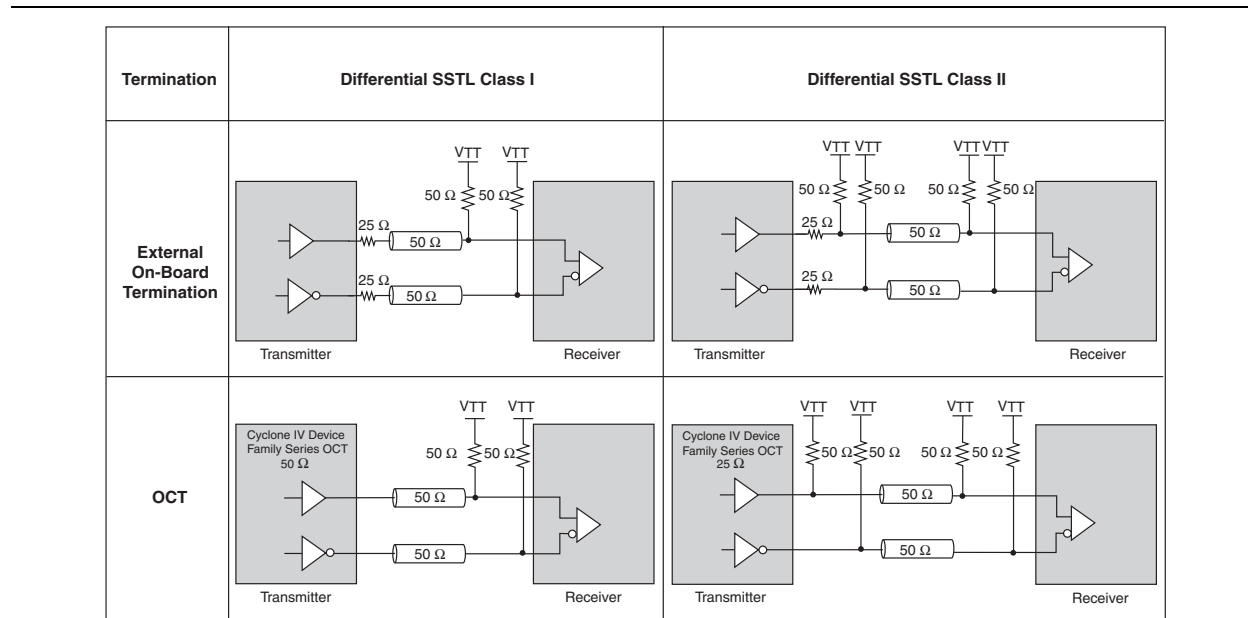 Termination
Differential SSTL Class I
Differential SSTL Class II
External
On-Board
Termination
VTT VTT
50 Ω 50 Ω
25 Ω
50 Ω
25 Ω
50 Ω
Transmitter
Receiver
VTT VTT
VTT VTT
50 Ω 50 Ω
50 Ω 50 Ω
25 Ω
50 Ω
25 Ω
50 Ω
Transmitter
Receiver
OCT
Cyclone IV Device
Family Series OCT
50 Ω
VTT VTT
50 Ω 50 Ω
50 Ω
50 Ω
Transmitter
Receiver
Cyclone IV Device
Family Series OCT
25 Ω
VTT VTT
VTT VTT
50 Ω 50 Ω
50 Ω 50 Ω
50 Ω
50 Ω
Transmitter
Receiver